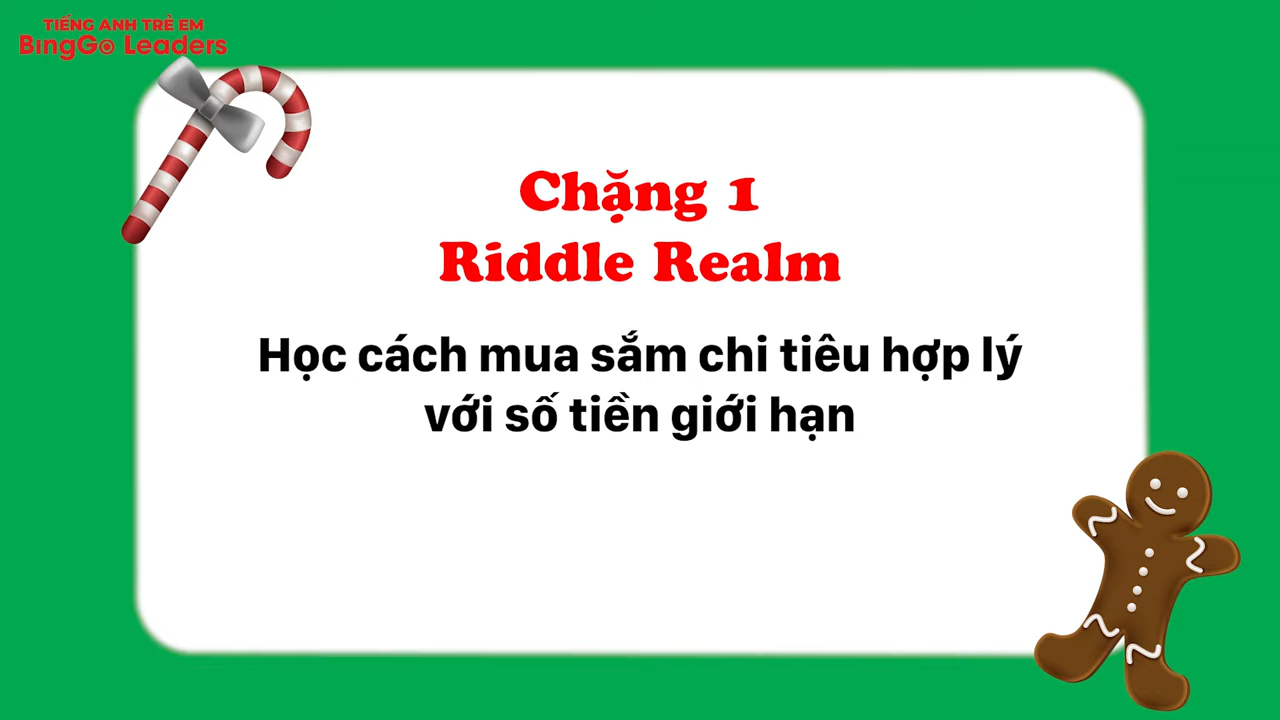 TIẾNG ANH TRẺ EM
BingGo Leaders
Chặng 1
Riddle Realm
Học cách mua sắm chi tiêu hợp lý
với số tiền giới hạn